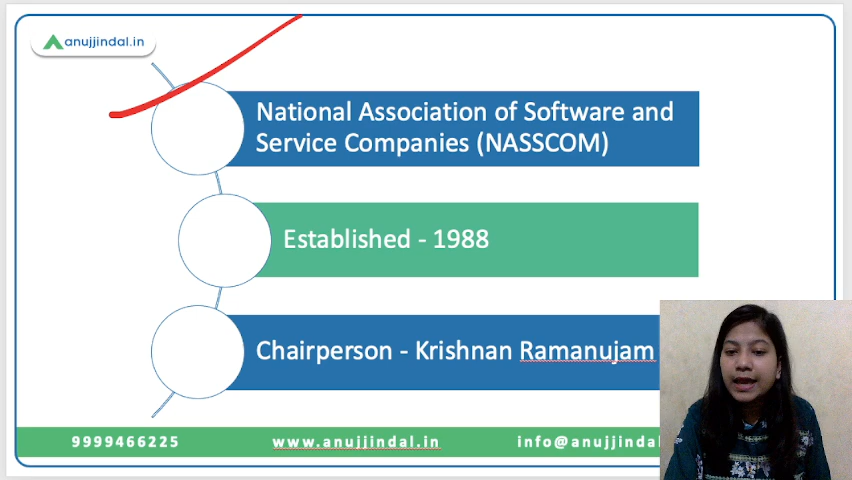 anujjindal.in
National Association of Software and
Service Companies (NASSCOM)
Established - 1988
Chairperson - Krishnan Ramanujam
9999466225 www.anujjindal.in info@anujjindal